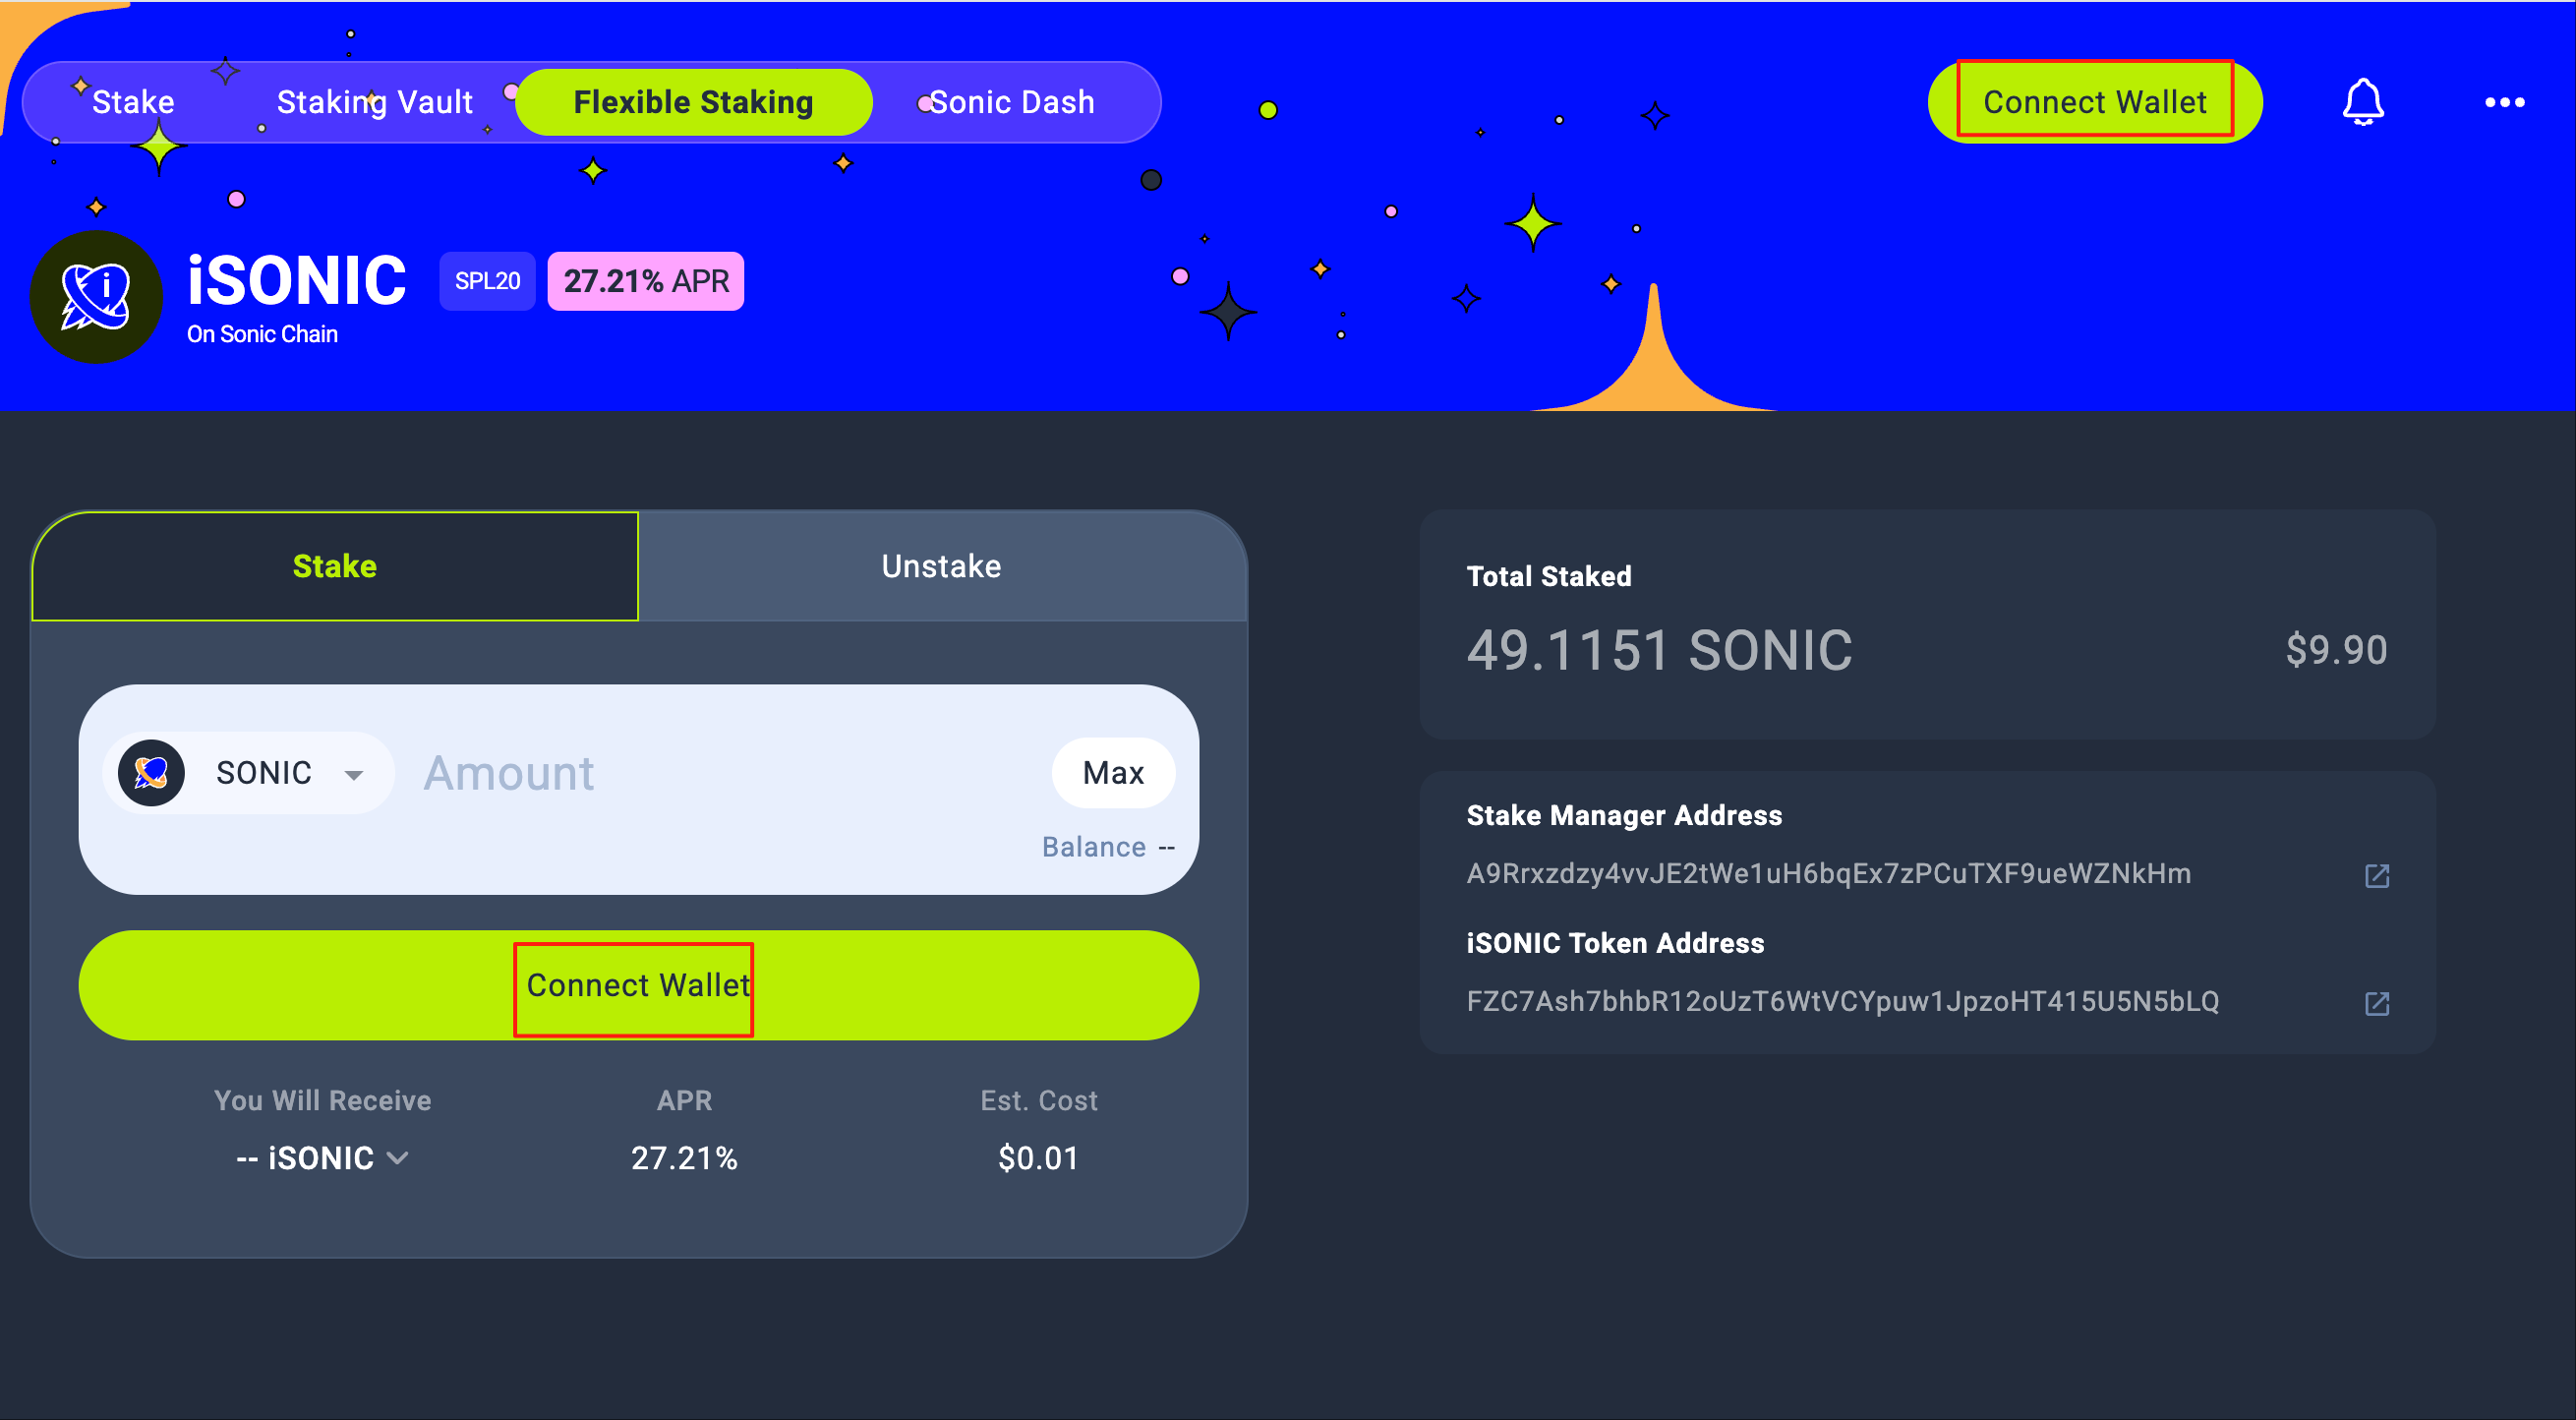 Stake Staking Vault Flexible Staking Sonic Dash Connect Wallet
iSONIC SPL20 27.21% APR
On Sonic Chain
Stake Unstake
SONIC Amount Max
Balance --
Connect Wallet
You Will Receive APR Est. Cost
-- iSONIC 27.21% $0.01
Total Staked
49.1151 SONIC $9.90
Stake Manager Address
A9Rrxzdzy4vvJE2tWe1uH6bqEx7zPCuTXF9ueWZNkHm
iSONIC Token Address
FZC7Ash7bhbR12oUzT6WtVCYpuw1JpzoHT415U5N5bLQ